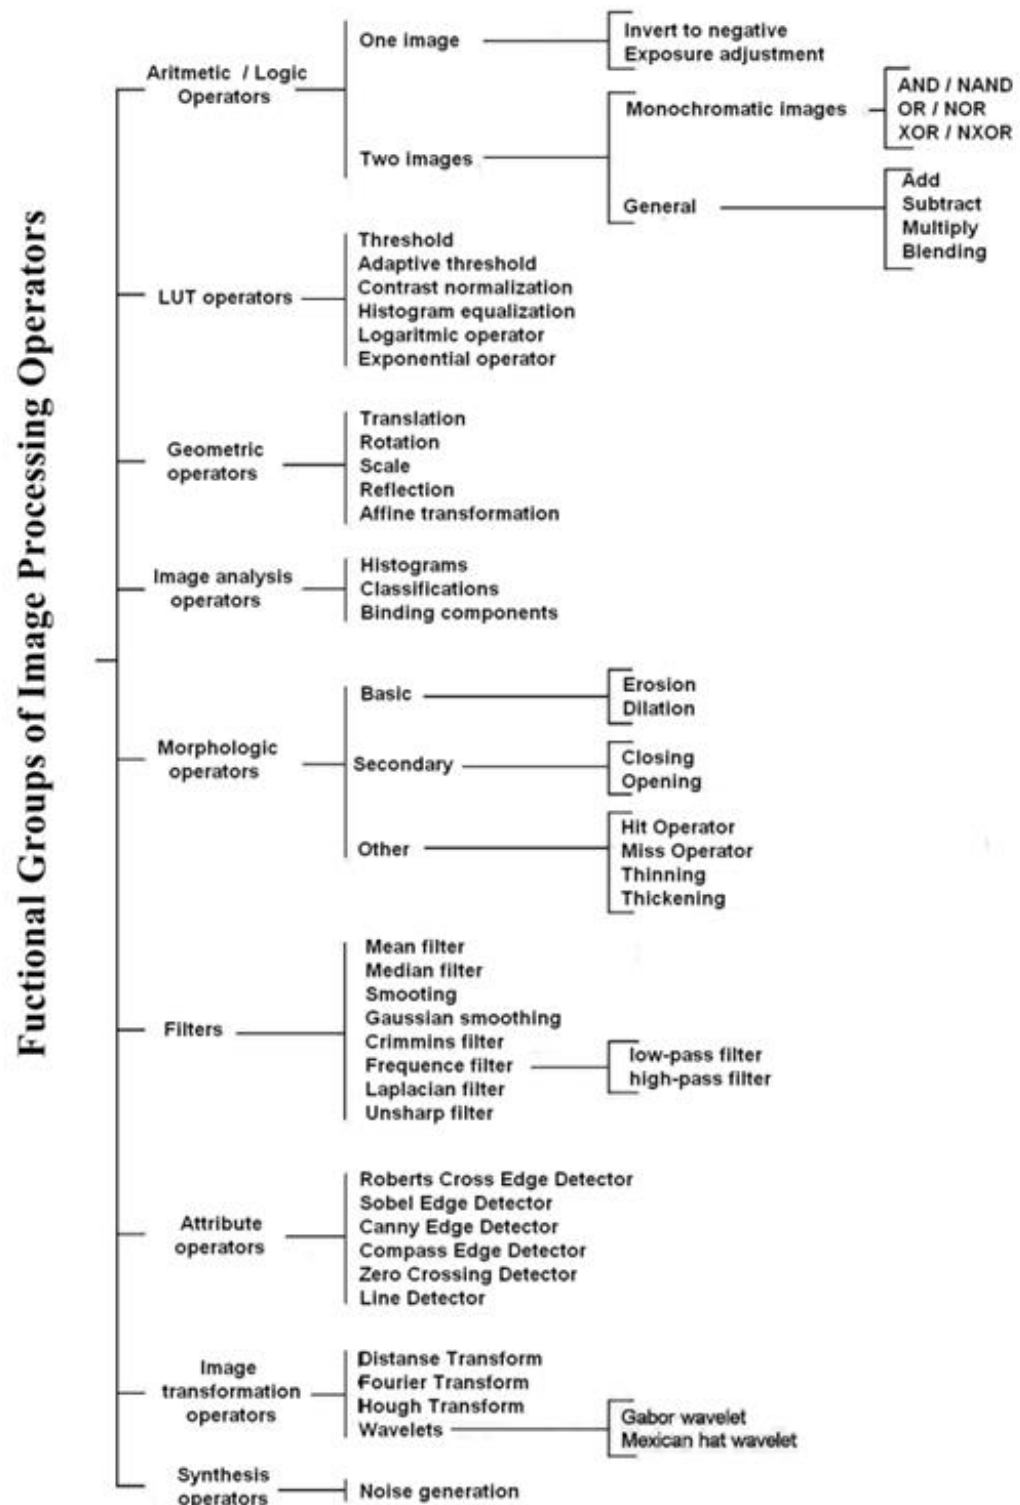 Fuctional Groups of Image Processing Operators
Aritmetic / Logic
Operators
One image
Invert to negative
Exposure adjustment
Two images
Monochromatic images
AND / NAND
OR / NOR
XOR / NXOR
General
Add
Subtract
Multiply
Blending
LUT operators
Threshold
Adaptive threshold
Contrast normalization
Histogram equalization
Logaritmic operator
Exponential operator
Geometric
operators
Translation
Rotation
Scale
Reflection
Affine transformation
Image analysis
operators
Histograms
Classifications
Binding components
Morphologic
operators
Basic
Erosion
Dilation
Secondary
Closing
Opening
Other
Hit Operator
Miss Operator
Thinning
Thickening
Filters
Mean filter
Median filter
Smooting
Gaussian smoothing
Crimmins filter
Frequence filter
low-pass filter
high-pass filter
Laplacian filter
Unsharp filter
Attribute
operators
Roberts Cross Edge Detector
Sobel Edge Detector
Canny Edge Detector
Compass Edge Detector
Zero Crossing Detector
Line Detector
Image
transformation
operators
Distanse Transform
Fourier Transform
Hough Transform
Wavelets
Gabor wavelet
Mexican hat wavelet
Synthesis
operators
Noise generation